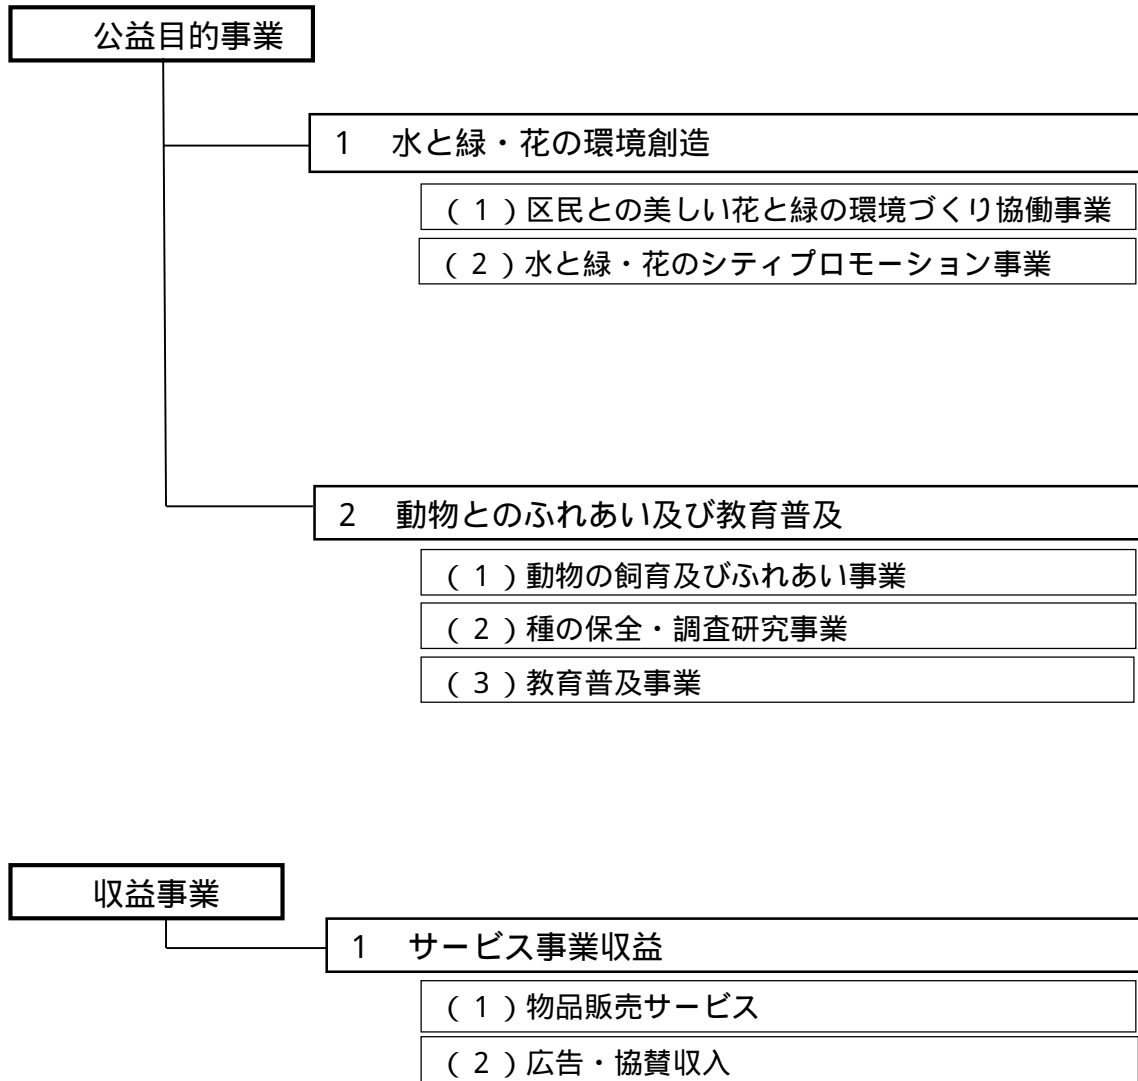 公益目的事業
1 水と緑・花の環境創造
(1)区民との美しい花と緑の環境づくり協働事業
(2)水と緑・花のシティプロモーション事業
2 動物とのふれあい及び教育普及
(1)動物の飼育及びふれあい事業
(2)種の保全・調査研究事業
(3)教育普及事業
収益事業
1 サービス事業収益
(1)物品販売サービス
(2)広告・協賛収入